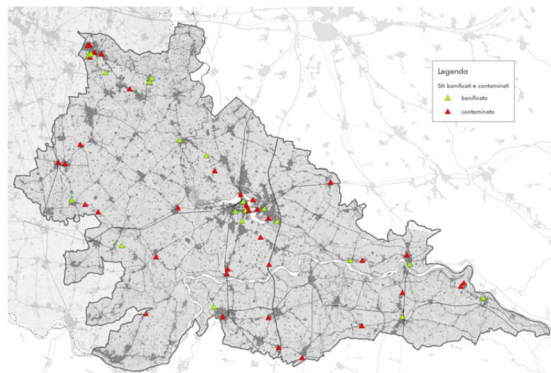 Legenda
Siti bonificati e contaminati
bonificato
contaminato